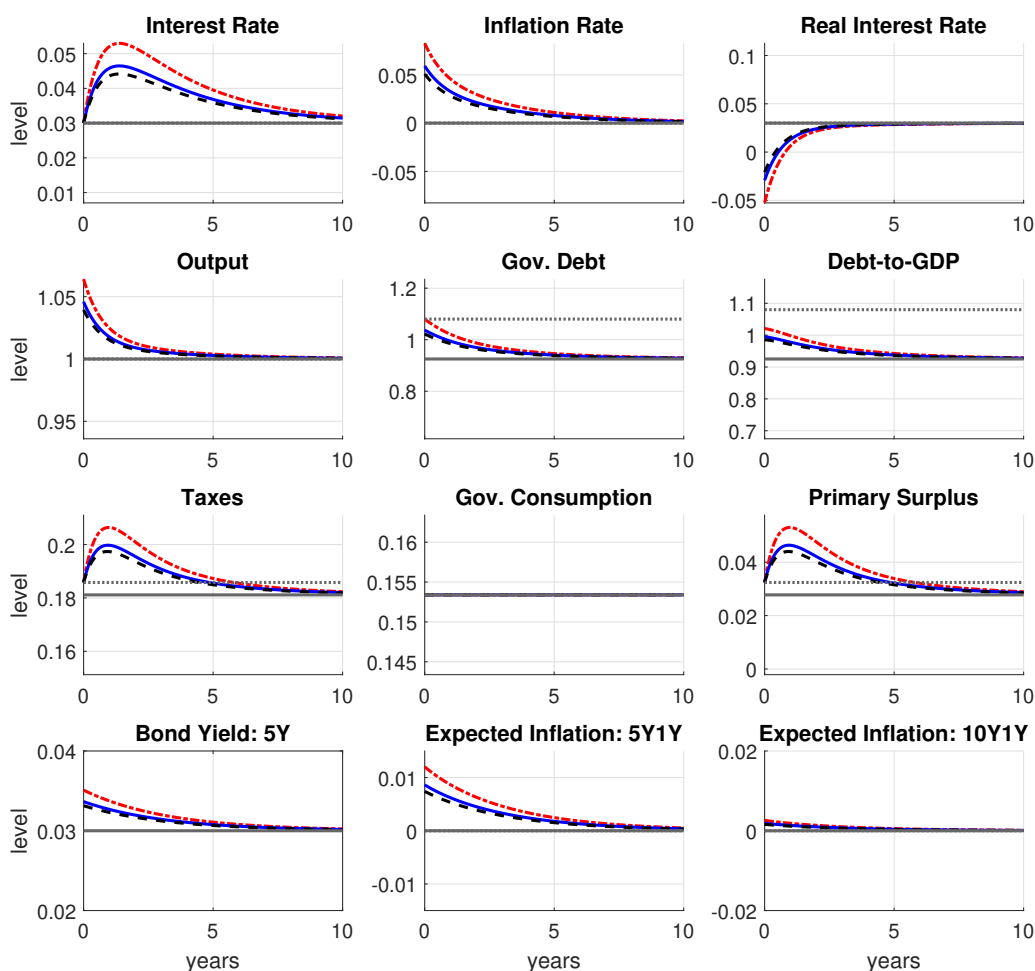 Interest Rate
level
0.05
0.04
0.03
0.02
0.01
0 5 10
Inflation Rate
0.05
0
-0.05
0 5 10
Real Interest Rate
0.1
0.05
0
-0.05
0 5 10
Output
level
1.05
1
0.95
0 5 10
Gov. Debt
1.2
1
0.8
0 5 10
Debt-to-GDP
1.1
1
0.9
0.8
0.7
0 5 10
Taxes
level
0.2
0.18
0.16
0 5 10
Gov. Consumption
0.16
0.155
0.15
0.145
0 5 10
Primary Surplus
0.04
0.02
0
0 5 10
Bond Yield: 5Y
level
0.04
0.03
0.02
0 5 10
years
Expected Inflation: 5Y1Y
0.01
0
-0.01
0 5 10
years
Expected Inflation: 10Y1Y
0.02
0
-0.02
0 5 10
years